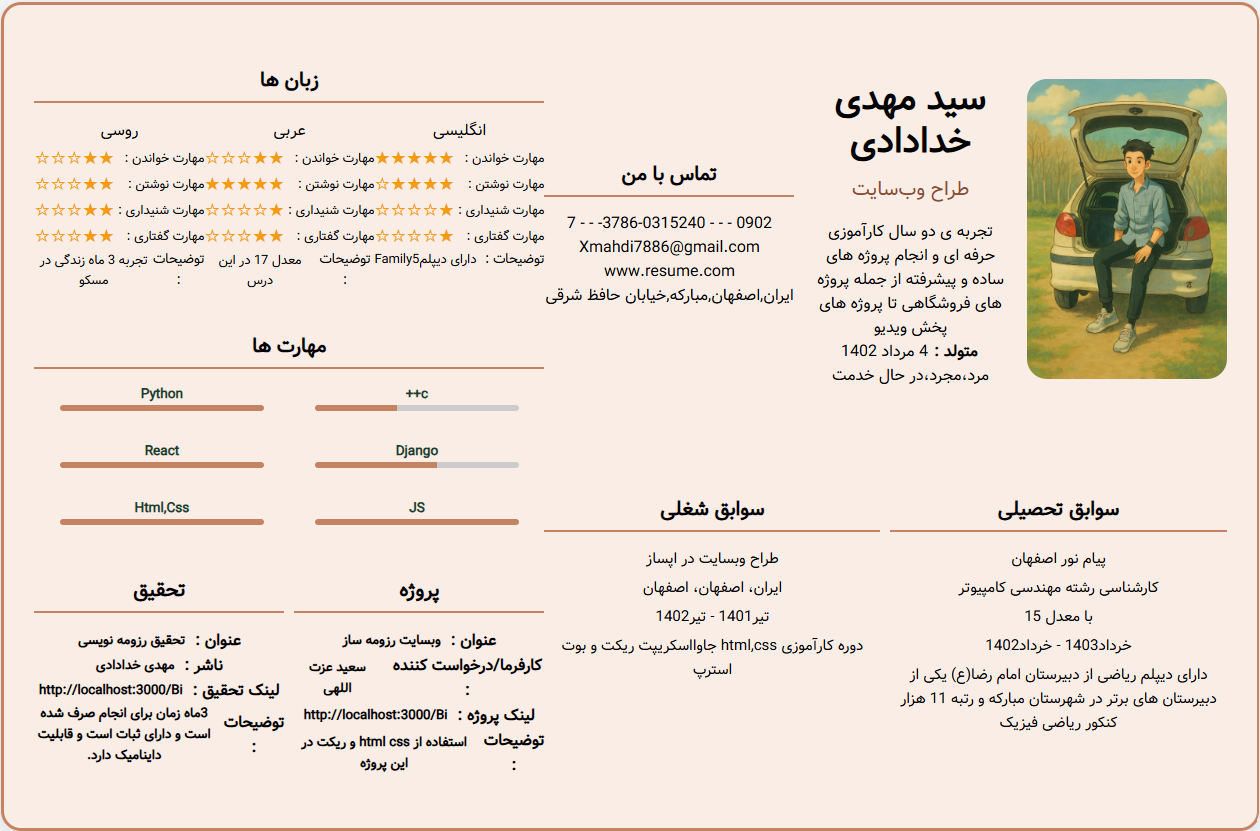 سید مهدی
خدادادی
طراح وب‌سایت
تجربه ی دو سال کارآموزی
حرفه ای و انجام پروژه های
ساده و پیشرفته از جمله پروژه
های فروشگاهی تا پروژه های
پخش ویدیو
متولد : 4 مرداد 1402
مرد،مجرد،در حال خدمت
تماس با من
0902 - - - 3786-0315240- - - 7
Xmahdi7886@gmail.com
www.resume.com
ایران,اصفهان,مبارکه,خیابان حافظ شرقی
زبان ها
انگلیسی
مهارت خواندن : ★★★★★
مهارت نوشتن : ★★★★☆
مهارت شنیداری : ★☆☆☆☆
مهارت گفتاری : ★☆☆☆☆
توضیحات : دارای دیپلم5Family
عربی
مهارت خواندن : ★★☆☆☆
مهارت نوشتن : ★★★★★
مهارت شنیداری : ★☆☆☆☆
مهارت گفتاری : ★★☆☆☆
توضیحات : معدل 17 در این
درس
روسی
مهارت خواندن : ★★☆☆☆
مهارت نوشتن : ★★☆☆☆
مهارت شنیداری : ★★☆☆☆
مهارت گفتاری : ★★☆☆☆
توضیحات : تجربه 3 ماه زندگی در
مسکو
مهارت ها
++c
Python
Django
React
JS
Html,Css
سوابق تحصیلی
پیام نور اصفهان
کارشناسی رشته مهندسی کامپیوتر
با معدل 15
خرداد1403 - خرداد1402
دارای دیپلم ریاضی از دبیرستان امام رضا(ع) یکی از
دبیرستان های برتر در شهرستان مبارکه و رتبه 11 هزار
کنکور ریاضی فیزیک
سوابق شغلی
طراح وبسایت در اپساز
ایران، اصفهان، اصفهان
تیر1401 - تیر1402
دوره کارآموزی html,css جاوااسکریپت ریکت و بوت
استرپ
پروژه
عنوان : وبسایت رزومه ساز
کارفرما/درخواست کننده : سعید عزت
اللهی
لینک پروژه : http://localhost:3000/Bi
توضیحات : استفاده از html css و ریکت در
این پروژه
تحقیق
عنوان : تحقیق رزومه نویسی
ناشر : مهدی خدادادی
لینک تحقیق : http://localhost:3000/Bi
توضیحات : 3ماه زمان برای انجام صرف شده
است و دارای ثبات است و قابلیت
داینامیک دارد.